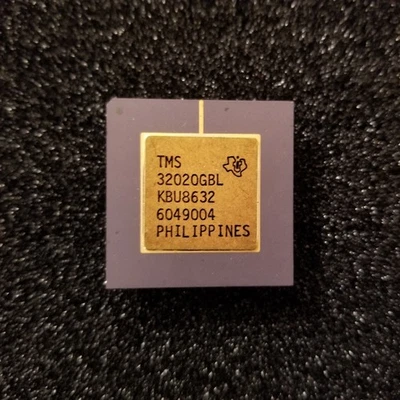 TMS
32020GBL
KBU8632
6049004
PHILIPPINES